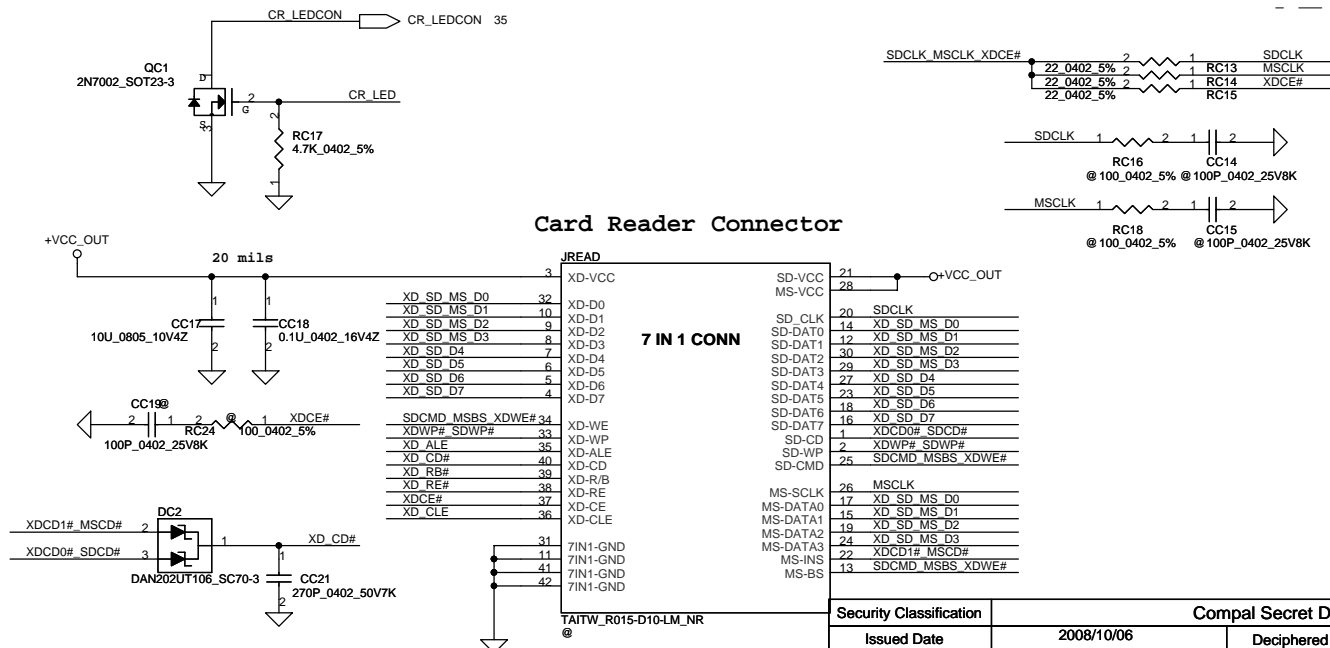 CR_LEDCON
CR_LEDCON 35
QC1
2N7002_SOT23-3
D
2
G
CR_LED
S
3
2
RC17
4.7K_0402_5%
1
SDCLK_MSCLK_XDCE#
22_0402_5% 2 1 RC13 SDCLK
22_0402_5% 2 1 RC14 MSCLK
22_0402_5% 2 1 RC15 XDCE#
SDCLK 1 2 1 2
RC16 CC14
@ 100_0402_5% @ 100P_0402_25V8K
MSCLK 1 2 1 2
RC18 CC15
@ 100_0402_5% @ 100P_0402_25V8K
Card Reader Connector
+VCC_OUT
20 mils
1 1
CC17 CC18
10U_0805_10V4Z 0.1U_0402_16V4Z
2 2
CC19@ @
2 1 2 1 XDCE#
RC24 100_0402_5%
100P_0402_25V8K
DC2
XDCD1#_MSCD# 2
1 XD_CD#
XDCD0#_SDCD# 3
DAN202UT106_SC70-3
1
CC21
270P_0402_50V7K
2
JREAD
7 IN 1 CONN
3 XD-VCC
XD_SD_MS_D0 32 XD-D0
XD_SD_MS_D1 10 XD-D1
XD_SD_MS_D2 9 XD-D2
XD_SD_MS_D3 8 XD-D3
XD_SD_D4 7 XD-D4
XD_SD_D5 6 XD-D5
XD_SD_D6 5 XD-D6
XD_SD_D7 4 XD-D7
SDCMD_MSBS_XDWE# 34 XD-WE
XDWP#_SDWP# 33 XD-WP
XD_ALE 35 XD-ALE
XD_CD# 40 XD-CD
XD_RB# 39 XD-R/B
XD_RE# 38 XD-RE
XDCE# 37 XD-CE
XD_CLE 36 XD-CLE
31 7IN1-GND
11 7IN1-GND
41 7IN1-GND
42 7IN1-GND
SD-VCC 21 +VCC_OUT
MS-VCC 28
SD_CLK 20 SDCLK
SD-DAT0 14 XD_SD_MS_D0
SD-DAT1 12 XD_SD_MS_D1
SD-DAT2 30 XD_SD_MS_D2
SD-DAT3 29 XD_SD_MS_D3
SD-DAT4 27 XD_SD_D4
SD-DAT5 23 XD_SD_D5
SD-DAT6 18 XD_SD_D6
SD-DAT7 16 XD_SD_D7
SD-CD 1 XDCD0#_SDCD#
SD-WP 2 XDWP#_SDWP#
SD-CMD 25 SDCMD_MSBS_XDWE#
MS-SCLK 26 MSCLK
MS-DATA0 17 XD_SD_MS_D0
MS-DATA1 15 XD_SD_MS_D1
MS-DATA2 19 XD_SD_MS_D2
MS-DATA3 24 XD_SD_MS_D3
MS-INS 22 XDCD1#_MSCD#
MS-BS 13 SDCMD_MSBS_XDWE#
TAITW_R015-D10-LM_NR
@
Security Classification Compal Secret D
Issued Date 2008/10/06 Deciphered